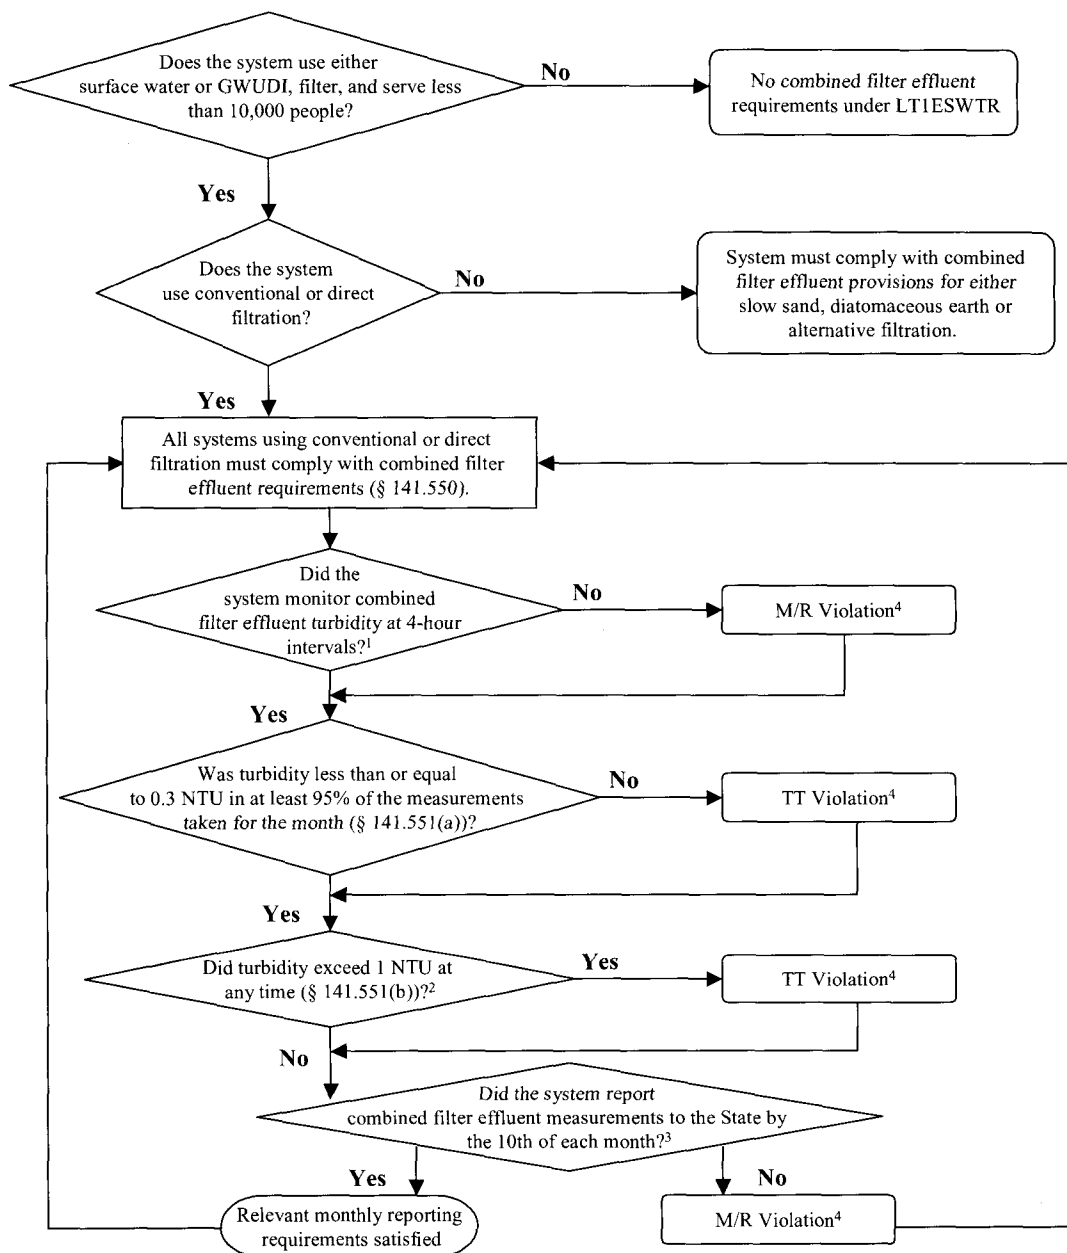 Does the system use either
surface water or GWUDI, filter, and serve less
than 10,000 people?
No
No combined filter effluent
requirements under LT1ESWTR
Yes
Does the system
use conventional or direct
filtration?
No
System must comply with combined
filter effluent provisions for either
slow sand, diatomaceous earth or
alternative filtration.
Yes
All systems using conventional or direct
filtration must comply with combined filter
effluent requirements (§ 141.550).
Did the
system monitor combined
filter effluent turbidity at 4-hour
intervals?¹
No
M/R Violation⁴
Yes
Was turbidity less than or equal
to 0.3 NTU in at least 95% of the measurements
taken for the month (§ 141.551(a))?
No
TT Violation⁴
Yes
Did turbidity exceed 1 NTU at
any time (§ 141.551(b))?²
Yes
TT Violation⁴
No
Did the system report
combined filter effluent measurements to the State by
the 10th of each month?³
Yes
No
Relevant monthly reporting
requirements satisfied
M/R Violation⁴